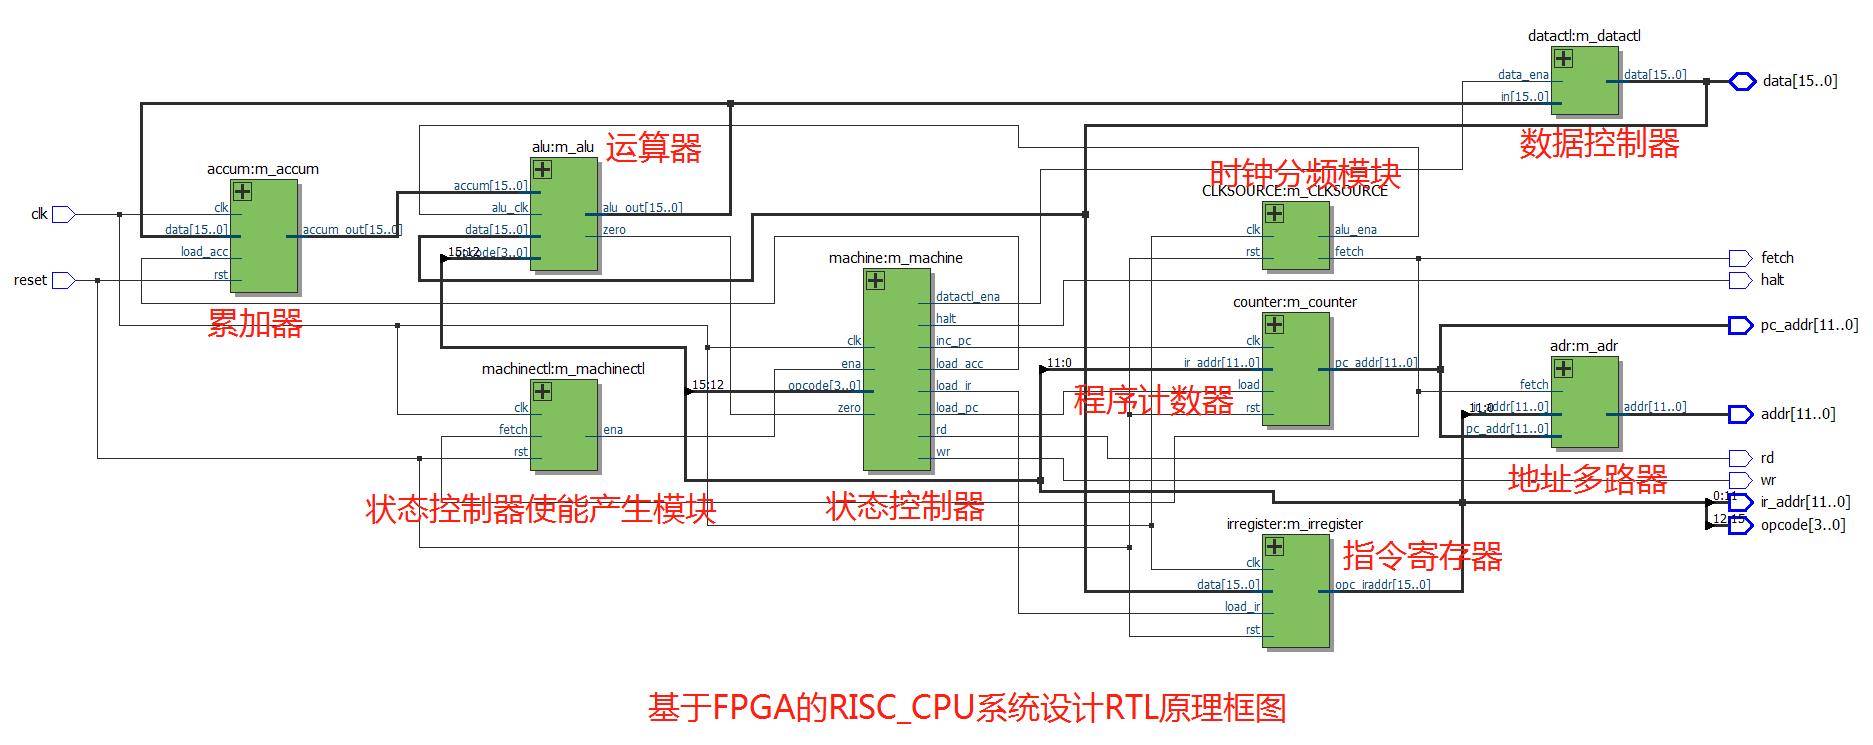 datactl:m_datactl
data_ena
data[15..0]
data[15..0]
in[15..0]
数据控制器
alu:m_alu
运算器
accum[15..0]
alu_clk
alu_out[15..0]
data[15..0]
zero
15:12
opcode[3..0]
accum:m_accum
clk
clk
data[15..0]
accum_out[15..0]
load_acc
rst
reset
累加器
时钟分频模块
CLKSOURCE:m_CLKSOURCE
clk
alu_ena
rst
fetch
fetch
halt
machine:m_machine
datactl_ena
halt
clk
inc_pc
ena
load_acc
15:12
opcode[3..0]
load_ir
zero
load_pc
rd
wr
状态控制器
machinectl:m_machinectl
clk
fetch
ena
rst
状态控制器使能产生模块
counter:m_counter
clk
11:0
ir_addr[11..0]
pc_addr[11..0]
load
rst
程序计数器
pc_addr[11..0]
adr:m_adr
fetch
11:0
ir_addr[11..0]
addr[11..0]
addr[11..0]
pc_addr[11..0]
地址多路器
rd
wr
0:11
ir_addr[11..0]
12:15
opcode[3..0]
irregister:m_irregister
指令寄存器
clk
data[15..0]
opc_iraddr[15..0]
load_ir
rst
基于FPGA的RISC_CPU系统设计RTL原理框图